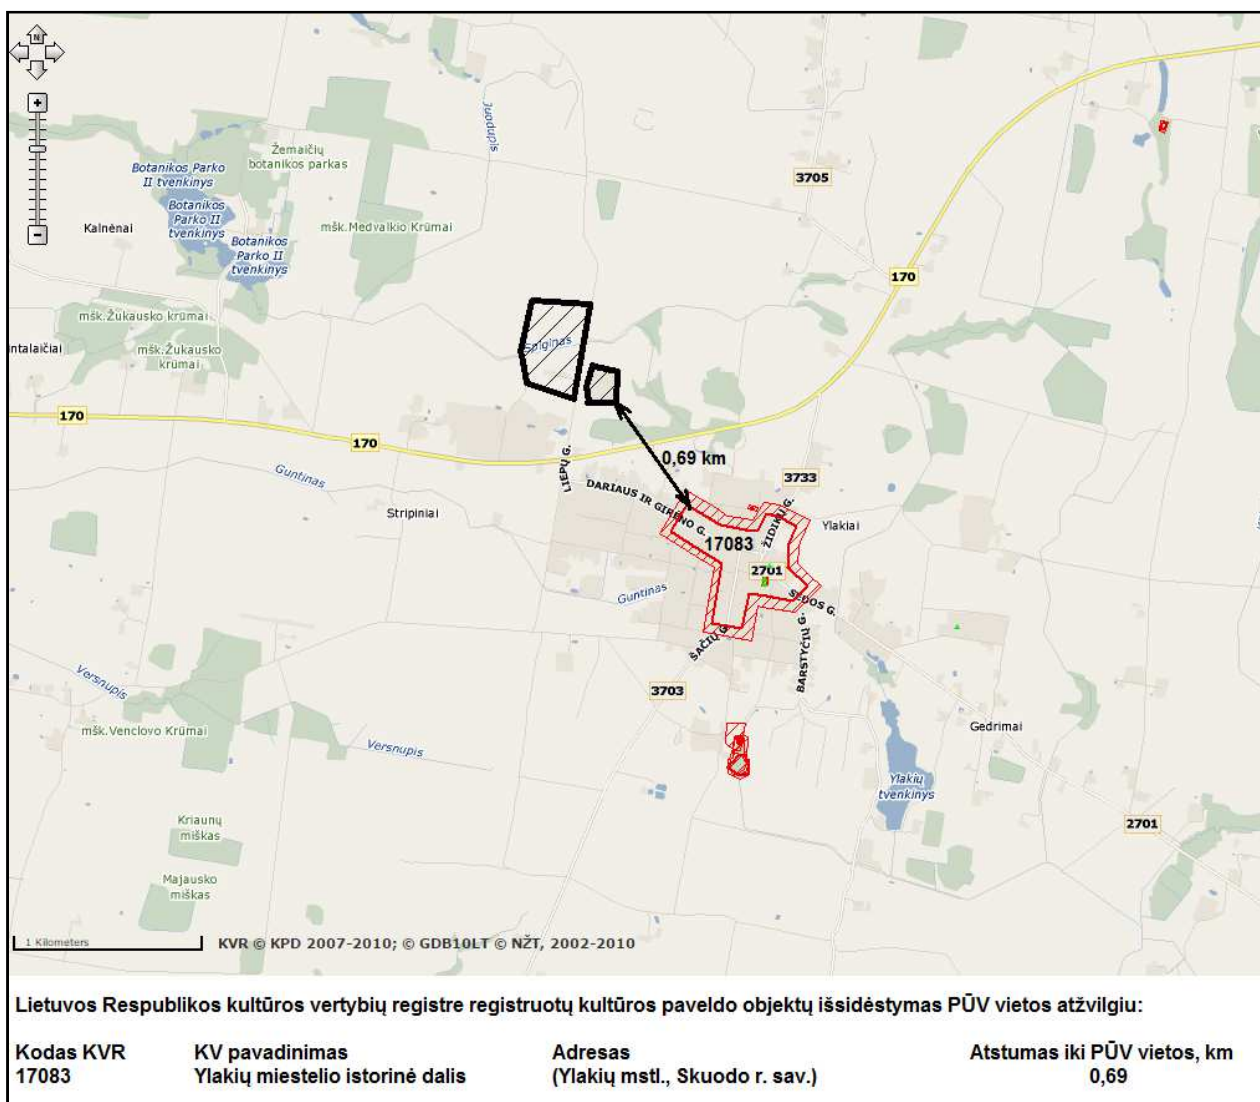 N
Juodupis
Žemaičių
botanikos parkas
3705
Botanikos Parko
II tvenkinys
Botanikos
Parko II
tvenkinys
Kalnėnai
mšk.Medvalkio Krūmai
Botanikos
Parko II
tvenkinys
170
mšk.Žukausko krūmai
Spiginas
ntalaičiai
mšk.Žukausko
krūmai
170
170
0,69 km
LIEPŲ G.
Guntinas
3733
DARIAUS IR GIRĖNO G.
ŽIDIKŲ G.
Stripiniai
Ylakiai
17083
2701
Guntinas
SEDOS G.
ŠAČIŲ G.
BARSTYČIŲ G.
Versnupis
3703
mšk.Venclovo Krūmai
Gedrimai
Versnupis
Ylakių
tvenkinys
Kriaunų
miškas
2701
Majausko
miškas
1 Kilometers
KVR © KPD 2007-2010; © GDB10LT © NŽT, 2002-2010
Lietuvos Respublikos kultūros vertybių registre registruotų kultūros paveldo objektų išsidėstymas PŪV vietos atžvilgiu:
Kodas KVR KV pavadinimas Adresas Atstumas iki PŪV vietos, km
17083 Ylakių miestelio istorinė dalis (Ylakių mstl., Skuodo r. sav.) 0,69